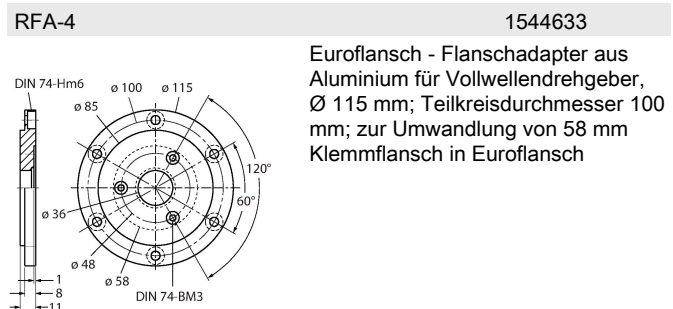 RFA-4 1544633
Euroflansch - Flanschadapter aus
Aluminium für Vollwellendrehgeber,
Ø 115 mm; Teilkreisdurchmesser 100
mm; zur Umwandlung von 58 mm
Klemmflansch in Euroflansch
DIN 74-Hm6
ø 100
ø 115
ø 85
120°
60°
ø 36
ø 48
ø 58
1
8
11
DIN 74-BM3